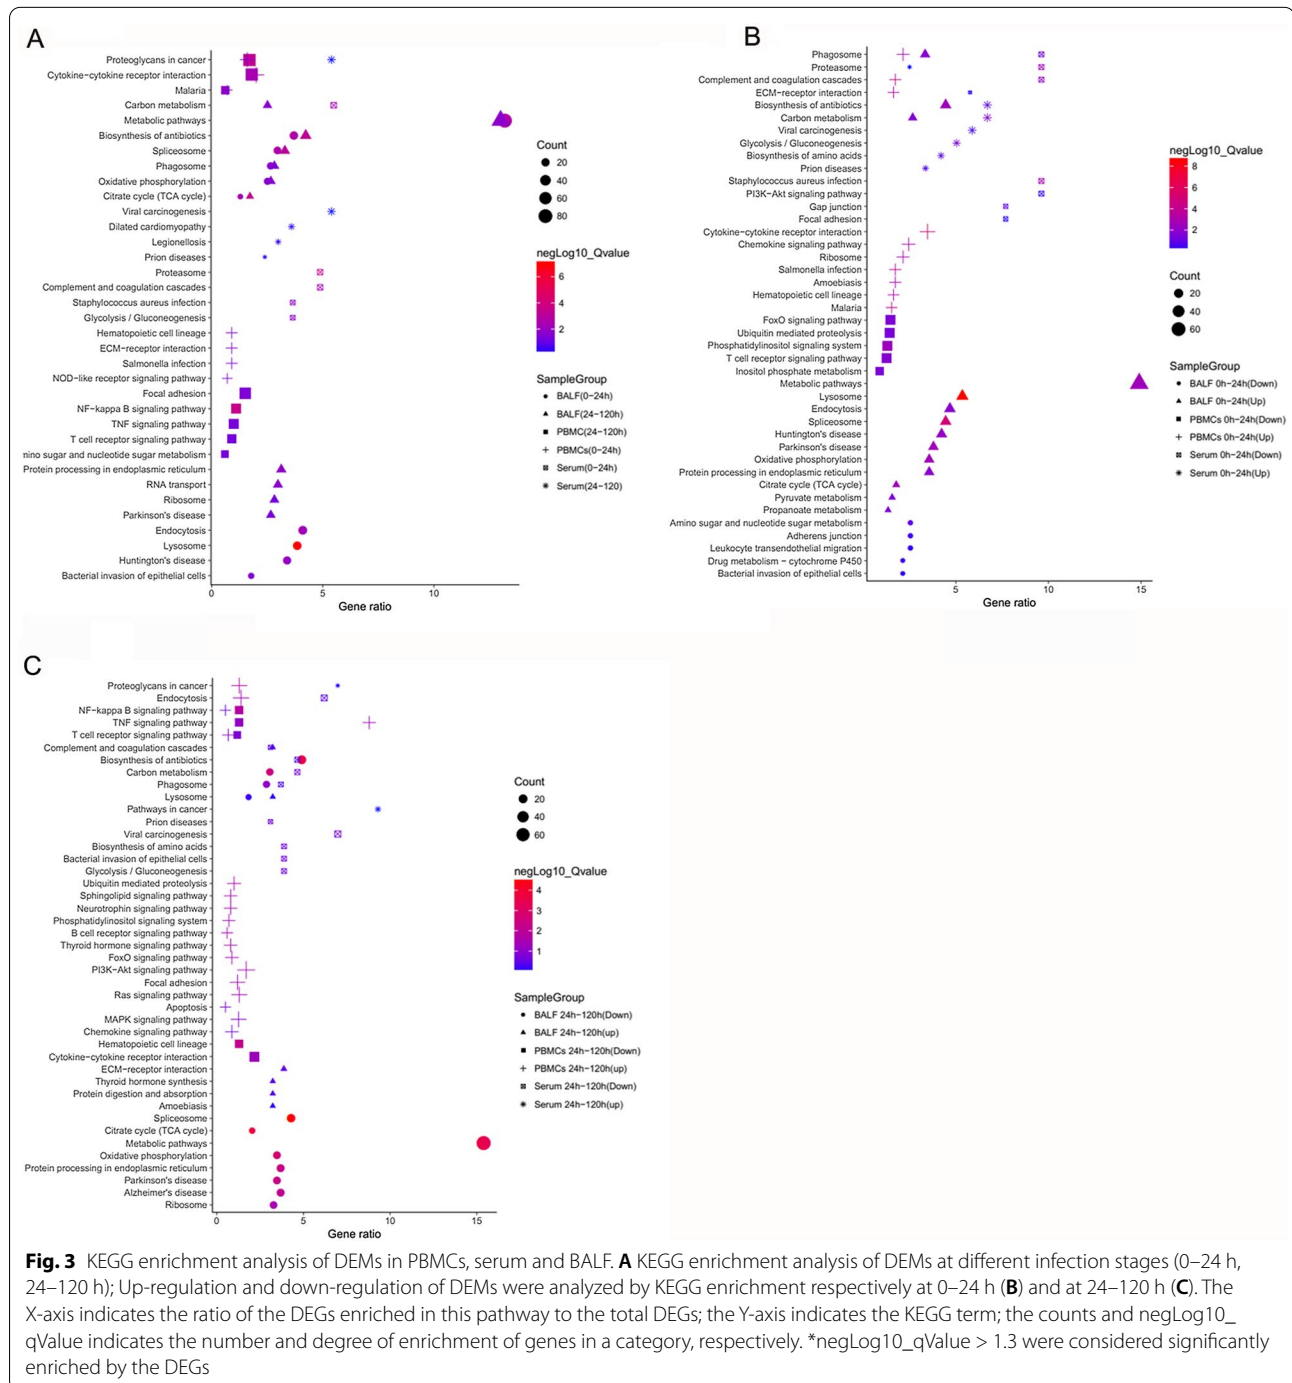 A
Proteoglycans in cancer
Cytokine−cytokine receptor interaction
Malaria
Carbon metabolism
Metabolic pathways
Biosynthesis of antibiotics
Spliceosome
Phagosome
Oxidative phosphorylation
Citrate cycle (TCA cycle)
Viral carcinogenesis
Dilated cardiomyopathy
Legionellosis
Prion diseases
Proteasome
Complement and coagulation cascades
Staphylococcus aureus infection
Glycolysis / Gluconeogenesis
Hematopoietic cell lineage
ECM−receptor interaction
Salmonella infection
NOD−like receptor signaling pathway
Focal adhesion
NF−kappa B signaling pathway
TNF signaling pathway
T cell receptor signaling pathway
nino sugar and nucleotide sugar metabolism
Protein processing in endoplasmic reticulum
RNA transport
Ribosome
Parkinson's disease
Endocytosis
Lysosome
Huntington's disease
Bacterial invasion of epithelial cells
0 5 10
Gene ratio
Count
20
40
60
80
negLog10_Qvalue
6
4
2
SampleGroup
BALF(0−24h)
BALF(24−120h)
PBMC(24−120h)
PBMCs(0−24h)
Serum(0−24h)
Serum(24−120)
B
Phagosome
Proteasome
Complement and coagulation cascades
ECM−receptor interaction
Biosynthesis of antibiotics
Carbon metabolism
Viral carcinogenesis
Glycolysis / Gluconeogenesis
Biosynthesis of amino acids
Prion diseases
Staphylococcus aureus infection
PI3K−Akt signaling pathway
Gap junction
Focal adhesion
Cytokine−cytokine receptor interaction
Chemokine signaling pathway
Ribosome
Salmonella infection
Amoebiasis
Hematopoietic cell lineage
Malaria
FoxO signaling pathway
Ubiquitin mediated proteolysis
Phosphatidylinositol signaling system
T cell receptor signaling pathway
Inositol phosphate metabolism
Metabolic pathways
Lysosome
Endocytosis
Spliceosome
Huntington's disease
Parkinson's disease
Oxidative phosphorylation
Protein processing in endoplasmic reticulum
Citrate cycle (TCA cycle)
Pyruvate metabolism
Propanoate metabolism
Amino sugar and nucleotide sugar metabolism
Adherens junction
Leukocyte transendothelial migration
Drug metabolism − cytochrome P450
Bacterial invasion of epithelial cells
5 10 15
Gene ratio
negLog10_Qvalue
8
6
4
2
Count
20
40
60
SampleGroup
BALF 0h−24h(Down)
BALF 0h−24h(Up)
PBMCs 0h−24h(Down)
PBMCs 0h−24h(Up)
Serum 0h−24h(Down)
Serum 0h−24h(Up)
C
Proteoglycans in cancer
Endocytosis
NF−kappa B signaling pathway
TNF signaling pathway
T cell receptor signaling pathway
Complement and coagulation cascades
Biosynthesis of antibiotics
Carbon metabolism
Phagosome
Lysosome
Pathways in cancer
Prion diseases
Viral carcinogenesis
Biosynthesis of amino acids
Bacterial invasion of epithelial cells
Glycolysis / Gluconeogenesis
Ubiquitin mediated proteolysis
Sphingolipid signaling pathway
Neurotrophin signaling pathway
Phosphatidylinositol signaling system
B cell receptor signaling pathway
Thyroid hormone signaling pathway
FoxO signaling pathway
PI3K−Akt signaling pathway
Focal adhesion
Ras signaling pathway
Apoptosis
MAPK signaling pathway
Chemokine signaling pathway
Hematopoietic cell lineage
Cytokine−cytokine receptor interaction
ECM−receptor interaction
Thyroid hormone synthesis
Protein digestion and absorption
Amoebiasis
Spliceosome
Citrate cycle (TCA cycle)
Metabolic pathways
Oxidative phosphorylation
Protein processing in endoplasmic reticulum
Parkinson's disease
Alzheimer's disease
Ribosome
0 5 10 15
Gene ratio
Count
20
40
60
negLog10_Qvalue
4
3
2
1
SampleGroup
BALF 24h−120h(Down)
BALF 24h−120h(up)
PBMCs 24h−120h(Down)
PBMCs 24h−120h(up)
Serum 24h−120h(Down)
Serum 24h−120h(up)
Fig. 3 KEGG enrichment analysis of DEMs in PBMCs, serum and BALF. A KEGG enrichment analysis of DEMs at different infection stages (0–24 h,
24–120 h); Up-regulation and down-regulation of DEMs were analyzed by KEGG enrichment respectively at 0–24 h (B) and at 24–120 h (C). The
X-axis indicates the ratio of the DEGs enriched in this pathway to the total DEGs; the Y-axis indicates the KEGG term; the counts and negLog10_
qValue indicates the number and degree of enrichment of genes in a category, respectively. *negLog10_qValue > 1.3 were considered significantly
enriched by the DEGs